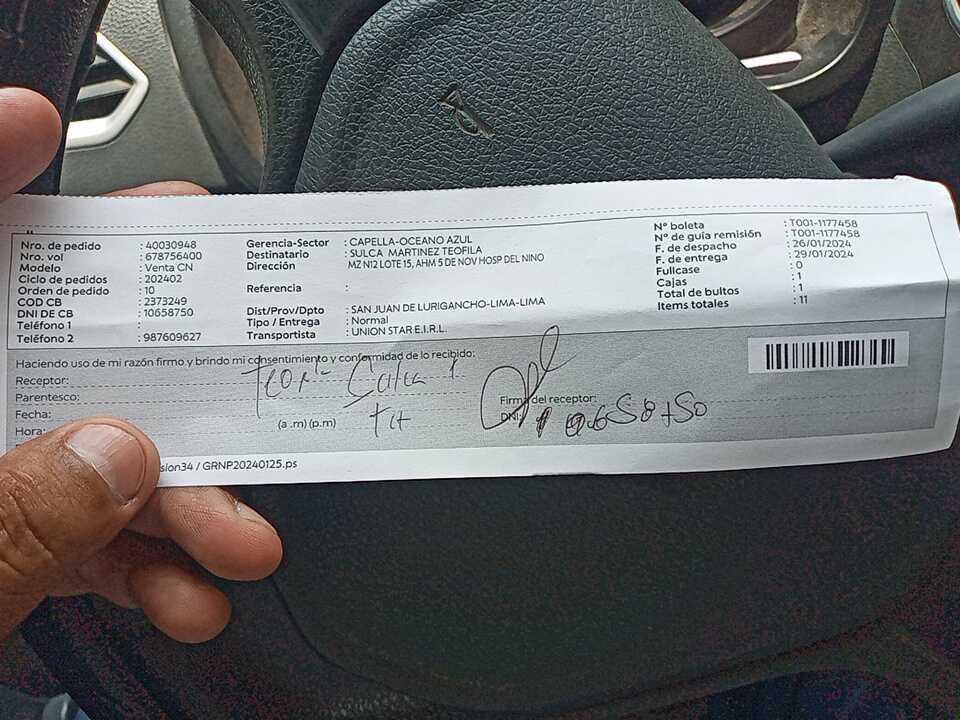 Nro. de pedido : 40030948
Nro. vol : 678756400
Modelo : Venta CN
Ciclo de pedidos : 202402
Orden de pedido : 10
COD CB : 2373249
DNI DE CB : 10658750
Teléfono 1 :
Teléfono 2 : 987609627
Gerencia-Sector : CAPELLA-OCEANO AZUL
Destinatario : SULCA MARTINEZ TEOFILA
Dirección MZ N12 LOTE 15, AHM 5 DE NOV HOSP DEL NINO
Referencia :
Dist/Prov/Dpto : SAN JUAN DE LURIGANCHO-LIMA-LIMA
Tipo / Entrega : Normal
Transportista : UNION STAR E.I.R.L.
N° boleta : T001-1177458
N° de guía remisión : T001-1177458
F. de despacho : 26/01/2024
F. de entrega : 29/01/2024
Fullcase : 0
Cajas : 1
Total de bultos : 1
Items totales : 11
Haciendo uso de mi razón firmo y brindo mi consentimiento y conformidad de lo recibido:
Receptor:
Parentesco:
Fecha:
Hora: (a .m) (p.m)
Tit
Firma del receptor:
DNI:
sion34 / GRNP20240125.ps